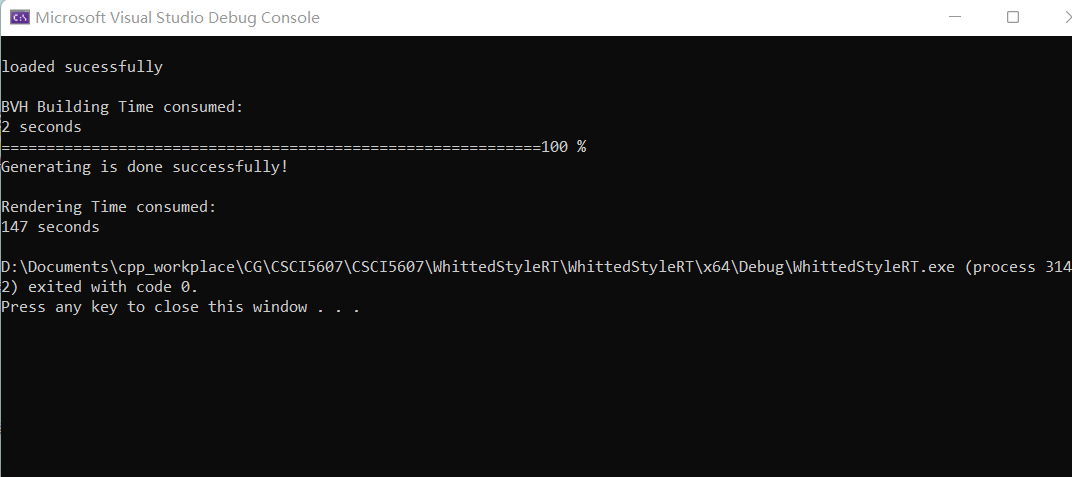 C:\ Microsoft Visual Studio Debug Console
loaded sucessfully
BVH Building Time consumed:
2 seconds
============================================================100 %
Generating is done successfully!
Rendering Time consumed:
147 seconds
D:\Documents\cpp_workplace\CG\CSCI5607\CSCI5607\WhittedStyleRT\WhittedStyleRT\x64\Debug\WhittedStyleRT.exe (process 314
2) exited with code 0.
Press any key to close this window . . .